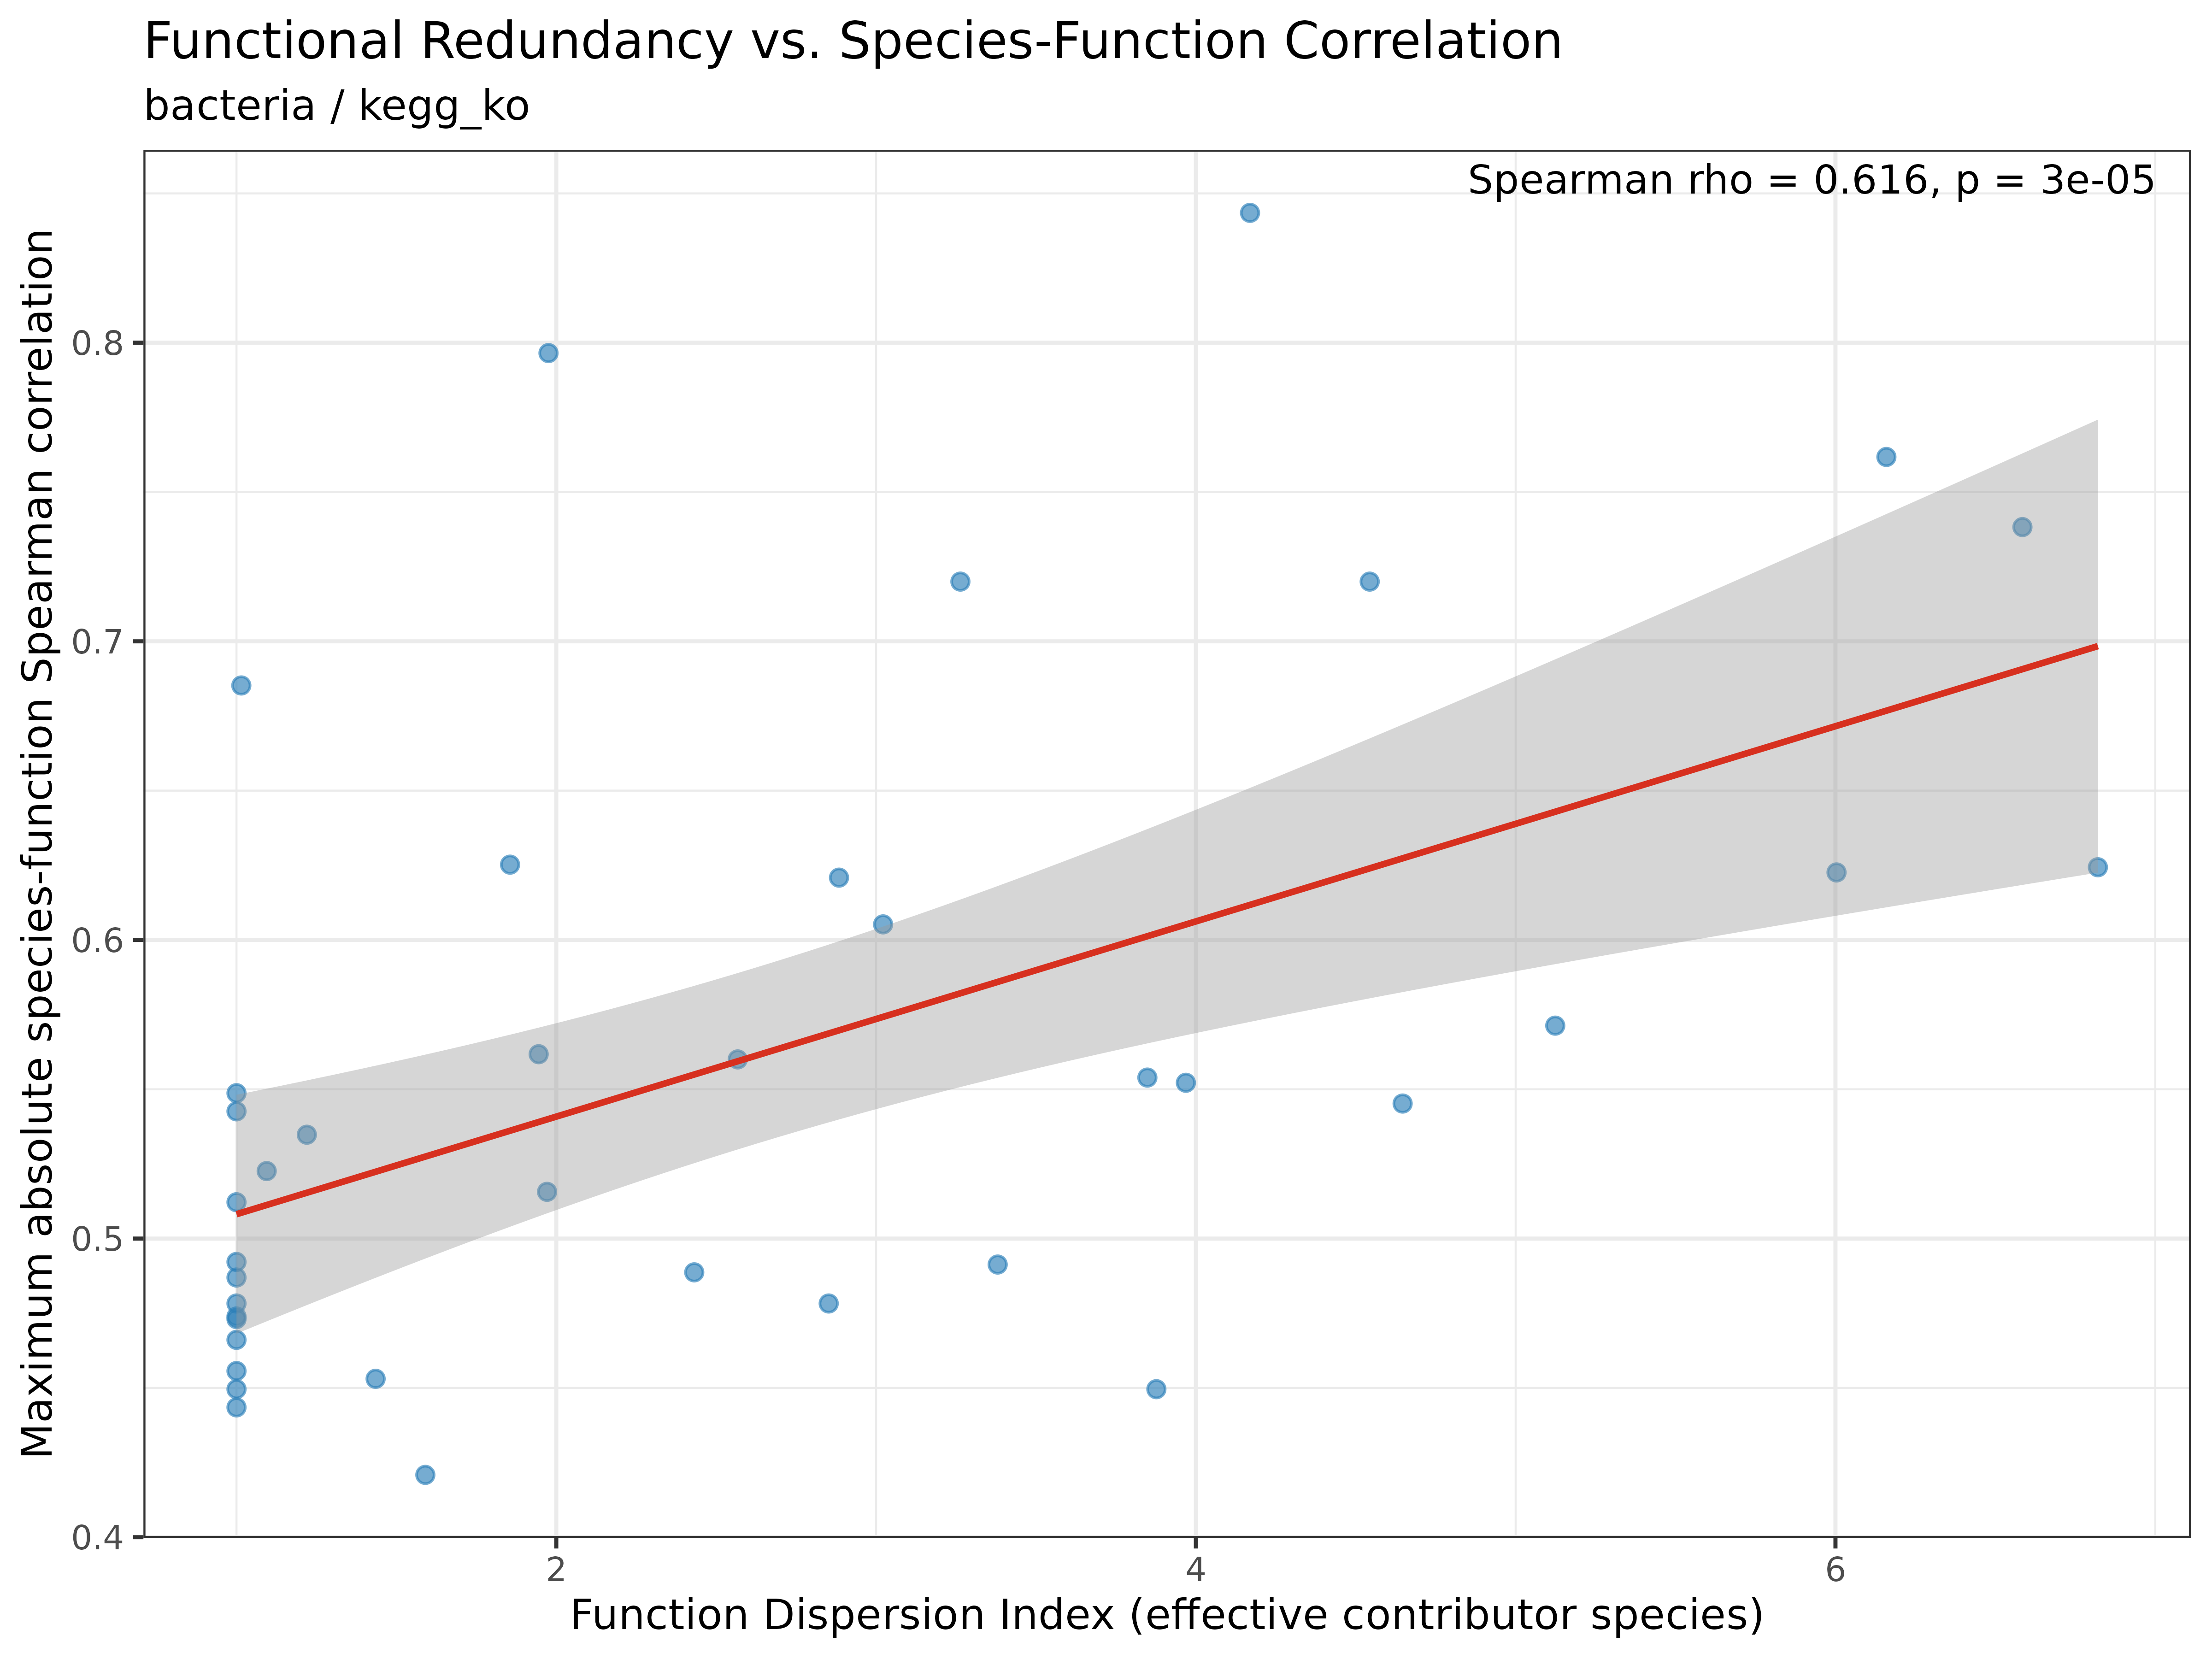 Functional Redundancy vs. Species-Function Correlation
bacteria / kegg_ko
Spearman rho = 0.616, p = 3e-05
Maximum absolute species-function Spearman correlation
0.8
0.7
0.6
0.5
0.4
2
4
6
Function Dispersion Index (effective contributor species)